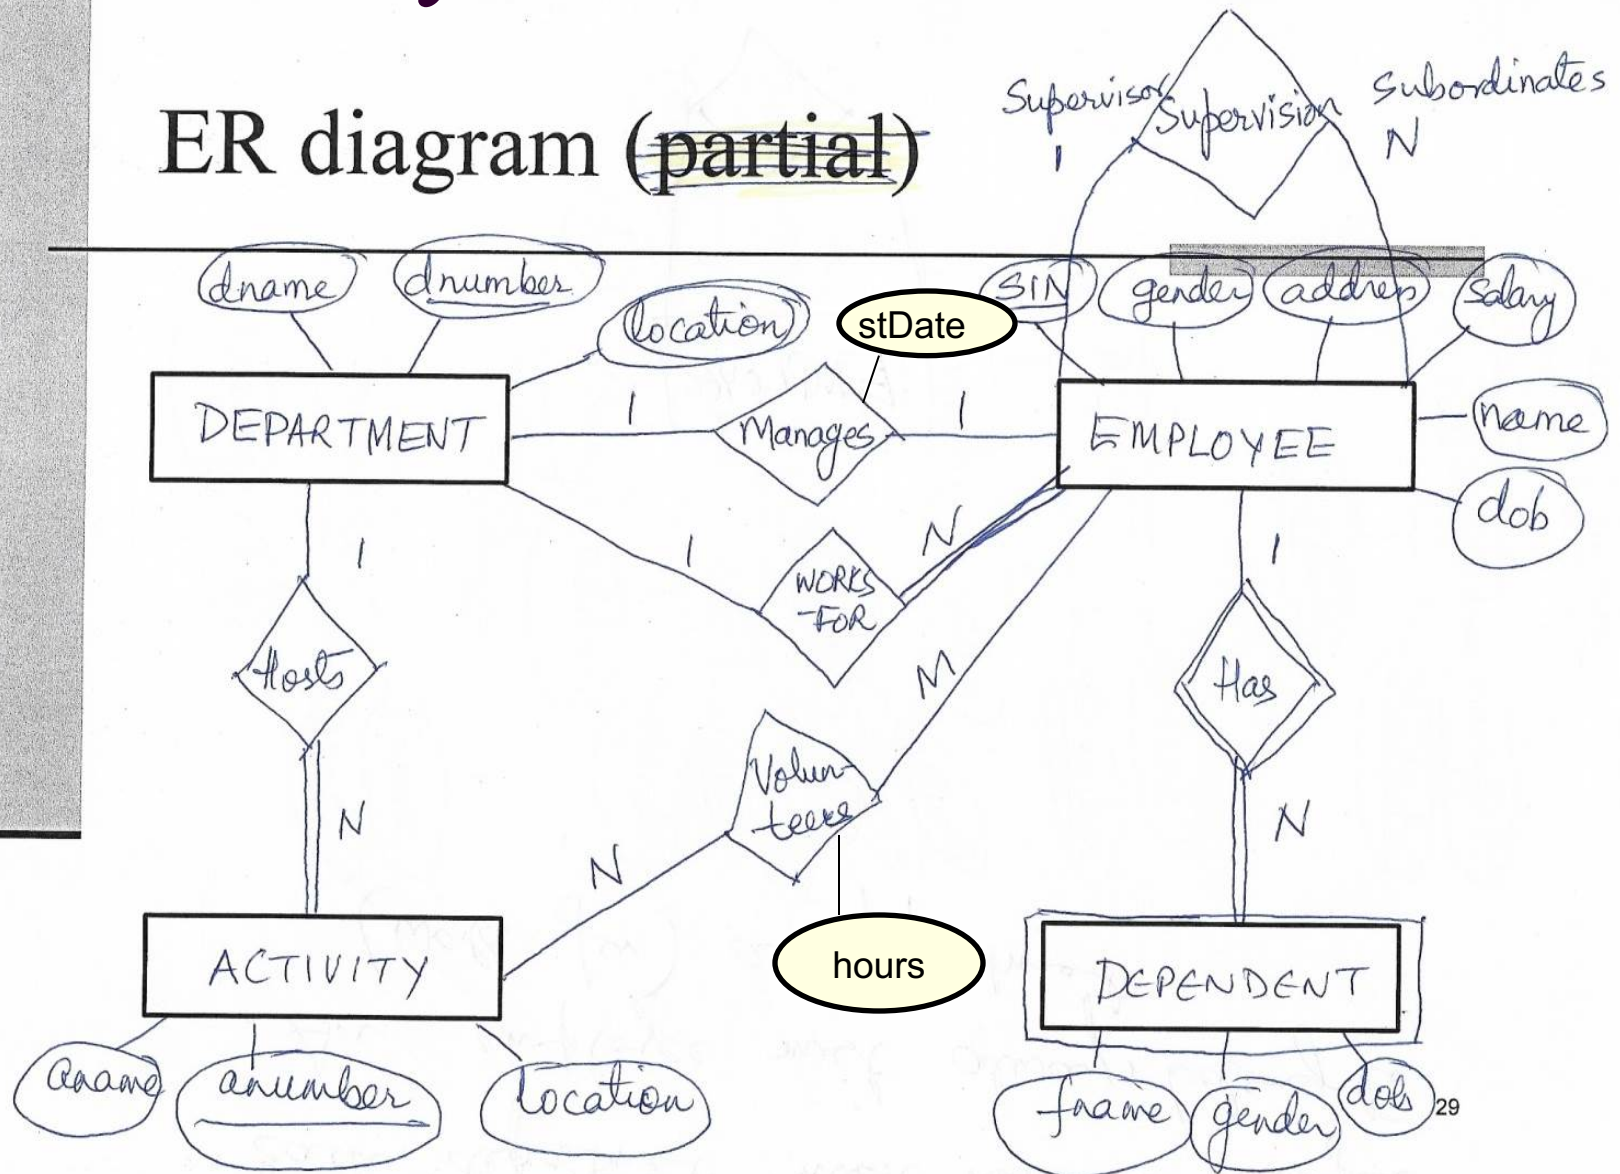 ER diagram (partial)
Supervisor
Supervision
Subordinates
1
N
dname
dnumber
location
stDate
SIN
gender
address
salary
DEPARTMENT
1
Manages
1
EMPLOYEE
name
dob
1
WORKS
-FOR
N
1
Hosts
1
Has
M
Volun-
teers
N
N
N
ACTIVITY
hours
DEPENDENT
aname
anumber
location
fname
gender
dob
29